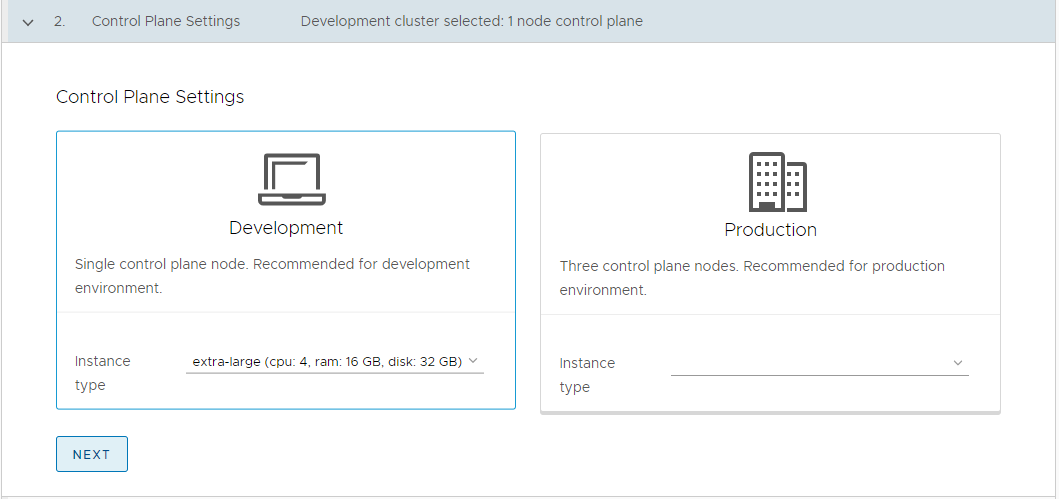 2. Control Plane Settings Development cluster selected: 1 node control plane
Control Plane Settings
Development
Single control plane node. Recommended for development
environment.
Instance
type
extra-large (cpu: 4, ram: 16 GB, disk: 32 GB)
Production
Three control plane nodes. Recommended for production
environment.
Instance
type
NEXT